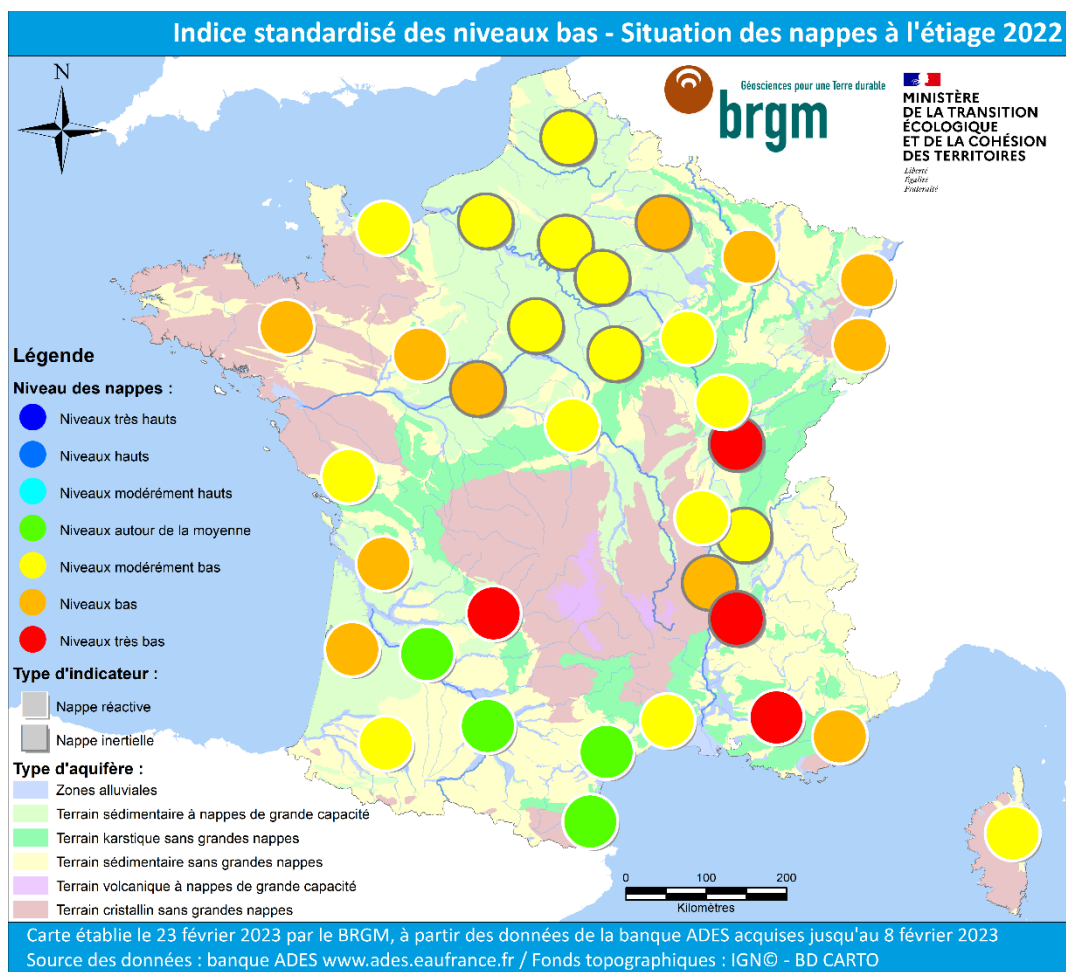 Indice standardisé des niveaux bas - Situation des nappes à l'étiage 2022
N
Géosciences pour une Terre durable
brgm
MINISTÈRE
DE LA TRANSITION
ÉCOLOGIQUE
ET DE LA COHÉSION
DES TERRITOIRES
Liberté
Égalité
Fraternité
Légende
Niveau des nappes :
Niveaux très hauts
Niveaux hauts
Niveaux modérément hauts
Niveaux autour de la moyenne
Niveaux modérément bas
Niveaux bas
Niveaux très bas
Type d'indicateur :
Nappe réactive
Nappe inertielle
Type d'aquifère :
Zones alluviales
Terrain sédimentaire à nappes de grande capacité
Terrain karstique sans grandes nappes
Terrain sédimentaire sans grandes nappes
Terrain volcanique à nappes de grande capacité
Terrain cristallin sans grandes nappes
0 100 200
Kilomètres
Carte établie le 23 février 2023 par le BRGM, à partir des données de la banque ADES acquises jusqu'au 8 février 2023
Source des données : banque ADES www.ades.eaufrance.fr / Fonds topographiques : IGN© - BD CARTO